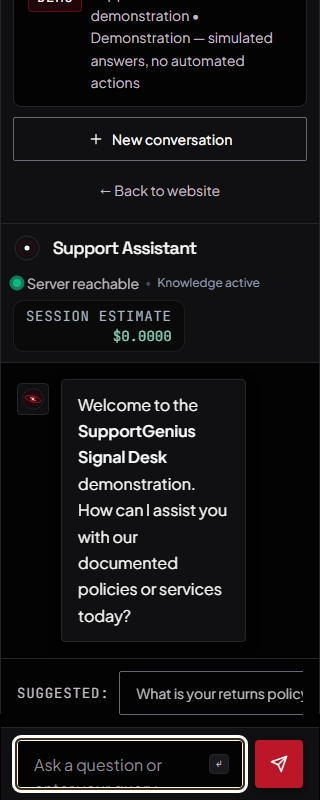 demonstration •
Demonstration — simulated
answers, no automated
actions
+ New conversation
← Back to website
Support Assistant
Server reachable • Knowledge active
SESSION ESTIMATE
$0.0000
Welcome to the
SupportGenius
Signal Desk
demonstration.
How can I assist you
with our
documented
policies or services
today?
SUGGESTED: What is your returns policy
Ask a question or